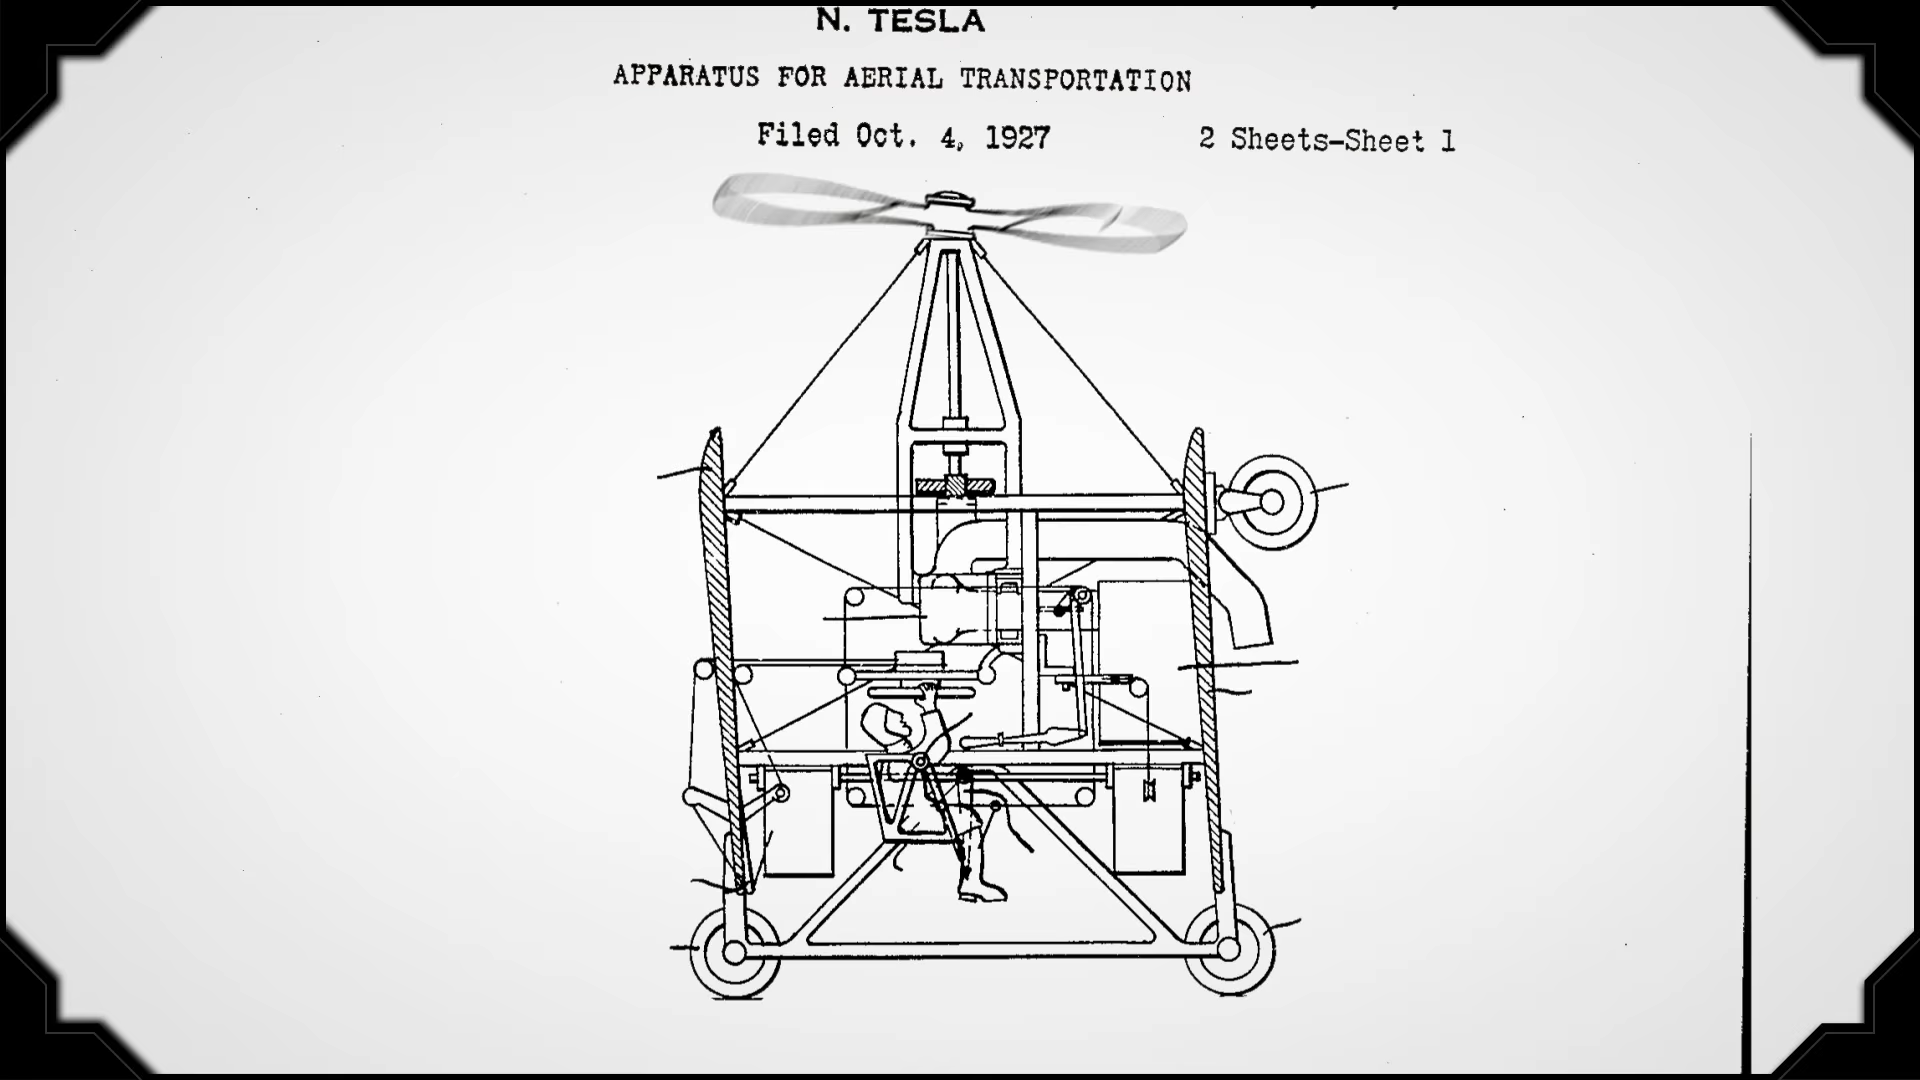 N. TESLA
APPARATUS FOR AERIAL TRANSPORTATION
Filed Oct. 4, 1927 2 Sheets-Sheet 1